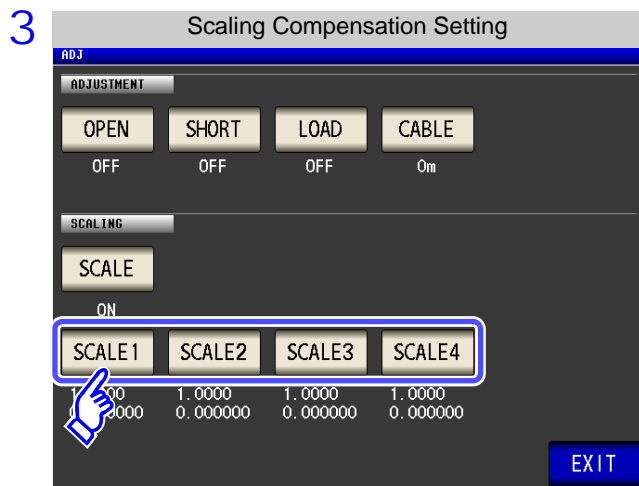 3
Scaling Compensation Setting
ADJ
ADJUSTMENT
OPEN SHORT LOAD CABLE
OFF OFF OFF 0m
SCALING
SCALE
ON
SCALE1 SCALE2 SCALE3 SCALE4
1.0000 1.0000 1.0000
0.000000 0.000000 0.000000
EXIT